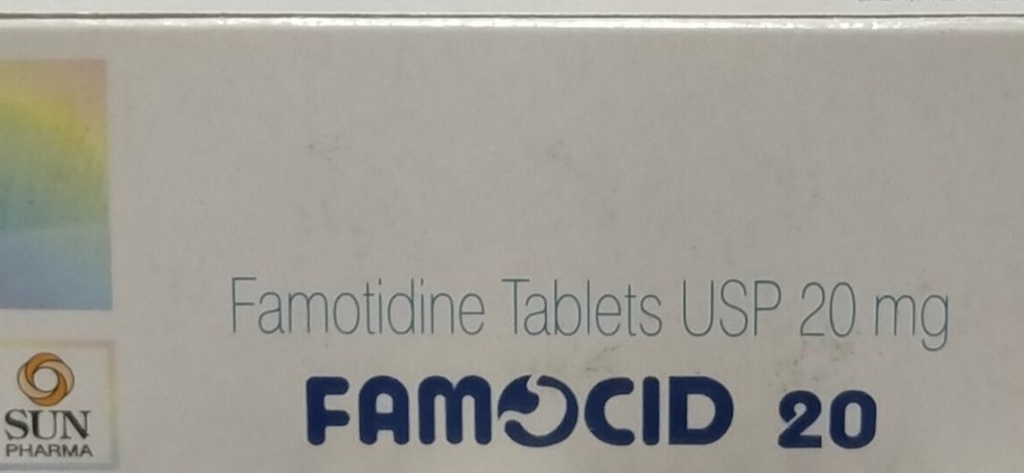 Famotidine Tablets USP 20 mg
FAMOCID 20
SUN
PHARMA